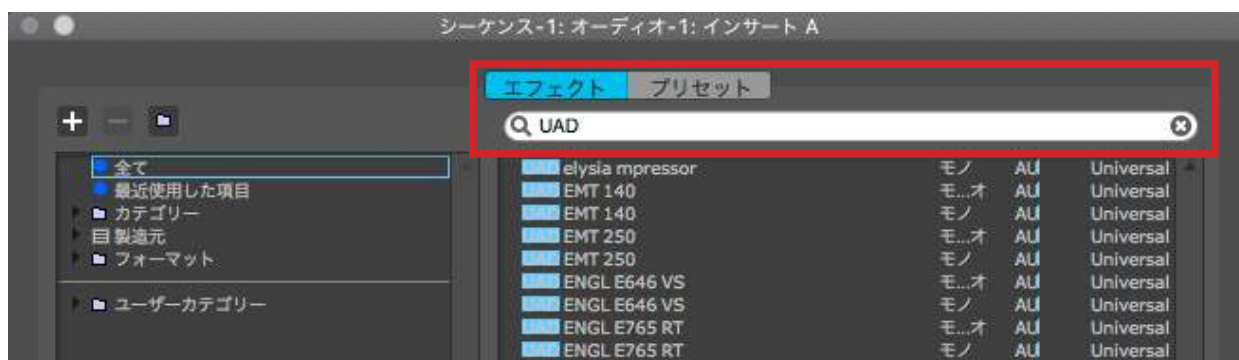 シーケンス-1: オーディオ-1: インサート A
エフェクト プリセット
UAD
全て
最近使用した項目
カテゴリー
製造元
フォーマット
ユーザーカテゴリー
UAD elysia mpressor モノ AU Universal
UAD EMT 140 モ...オ AU Universal
UAD EMT 140 モノ AU Universal
UAD EMT 250 モ...オ AU Universal
UAD EMT 250 モノ AU Universal
UAD ENGL E646 VS モ...オ AU Universal
UAD ENGL E646 VS モノ AU Universal
UAD ENGL E765 RT モ...オ AU Universal
UAD ENGL E765 RT モノ AU Universal